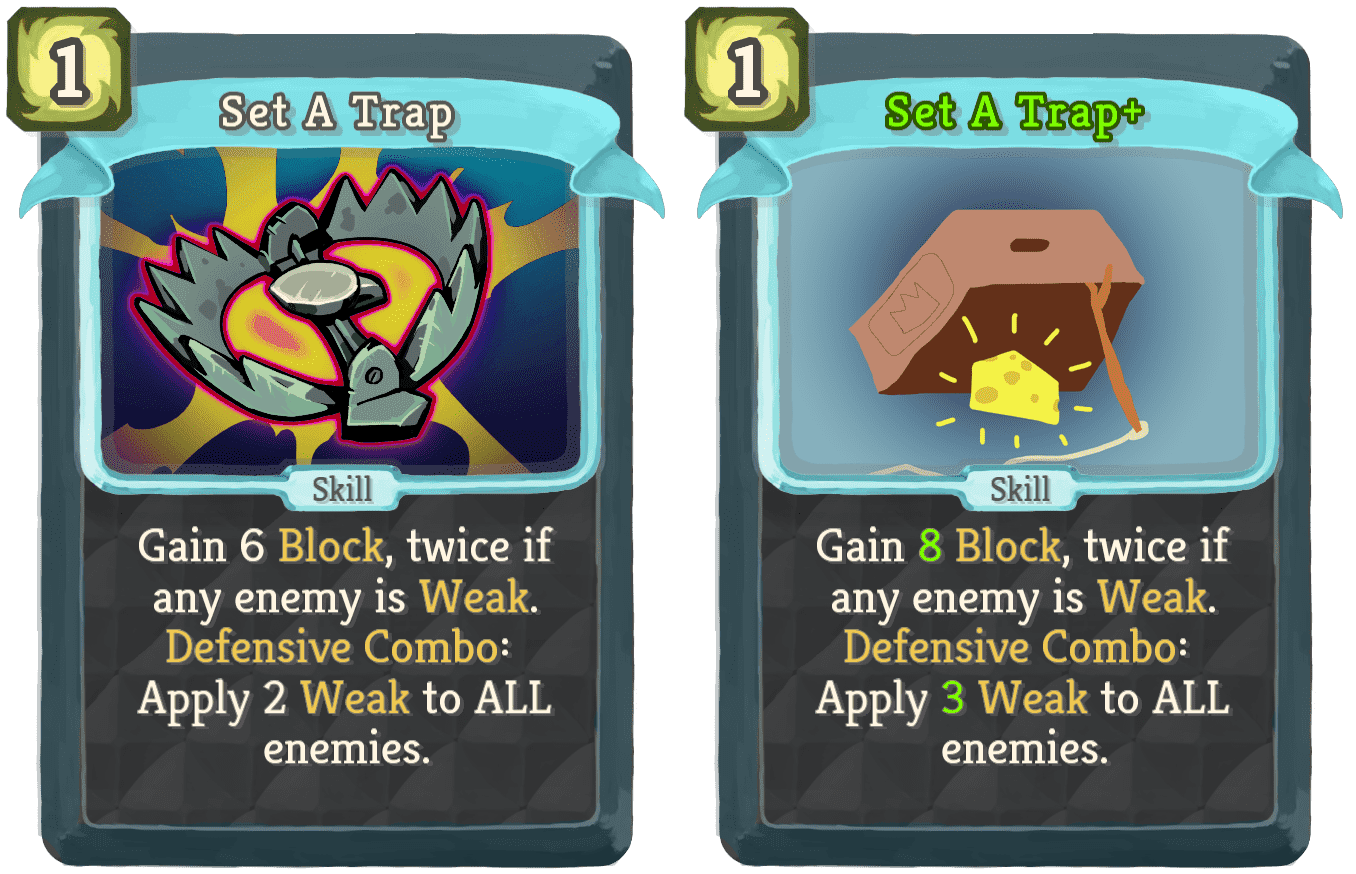 1
Set A Trap
Skill
Gain 6 Block, twice if
any enemy is Weak.
Defensive Combo:
Apply 2 Weak to ALL
enemies.
1
Set A Trap+
Skill
Gain 8 Block, twice if
any enemy is Weak.
Defensive Combo:
Apply 3 Weak to ALL
enemies.